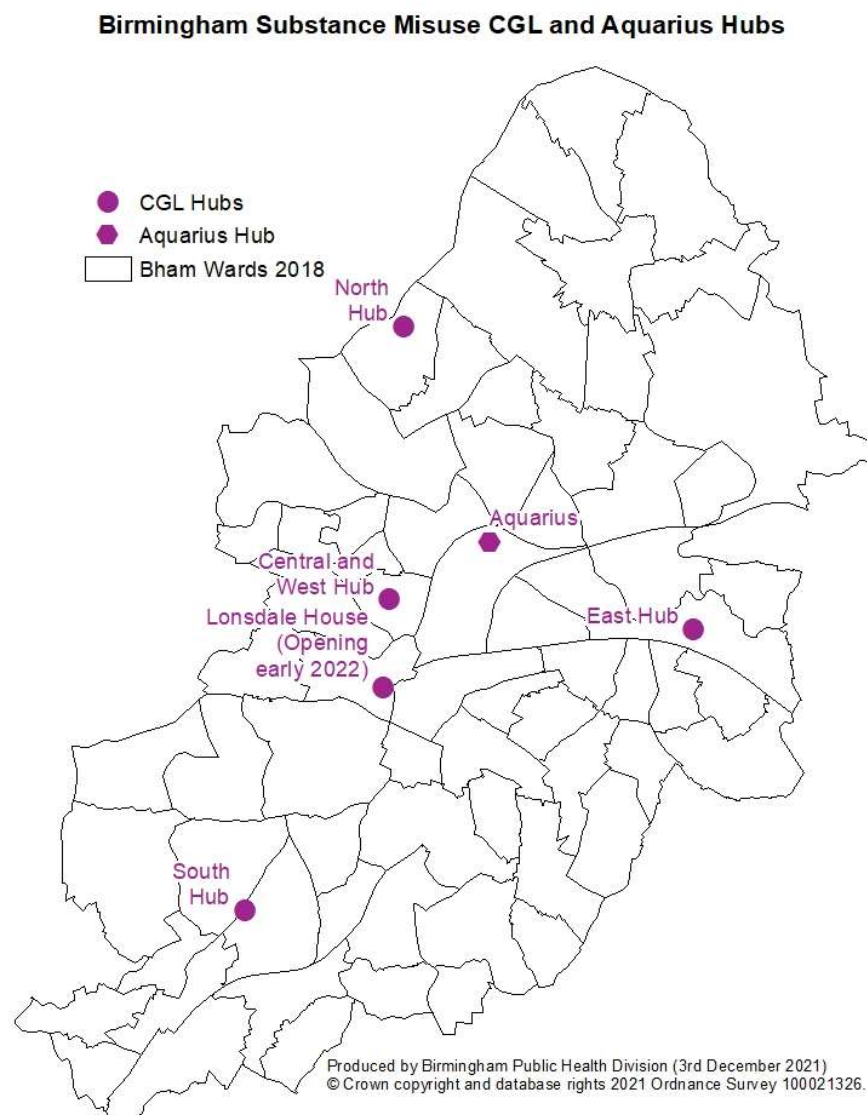 Birmingham Substance Misuse CGL and Aquarius Hubs
CGL Hubs
Aquarius Hub
Bham Wards 2018
North
Hub
Aquarius
Central and
West Hub
Lonsdale House
(Opening
early 2022)
East Hub
South
Hub
Produced by Birmingham Public Health Division (3rd December 2021)
© Crown copyright and database rights 2021 Ordnance Survey 100021326.